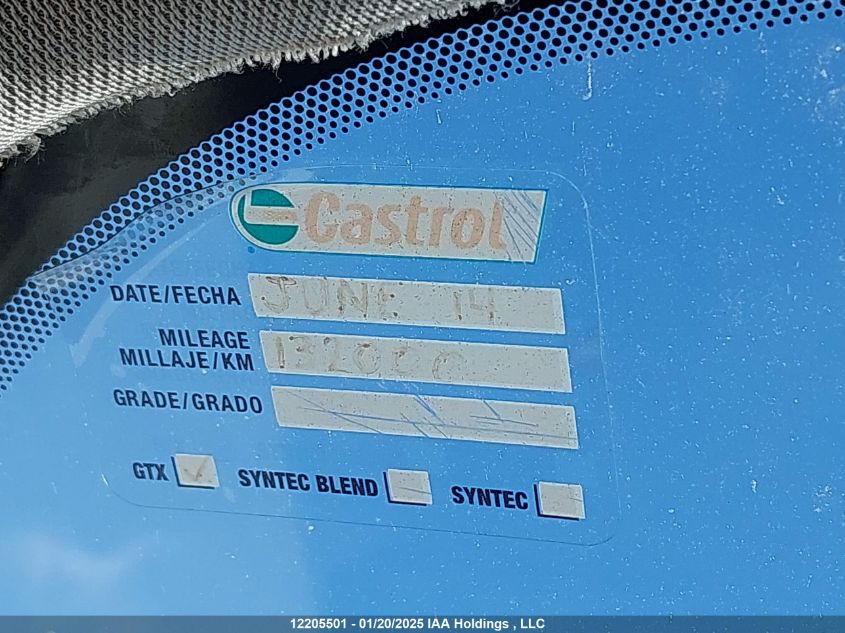 Castrol
DATE/FECHA JUNE 14
MILEAGE
MILLAJE/KM 132000
GRADE/GRADO
GTX ✓ SYNTEC BLEND SYNTEC
12205501 - 01/20/2025 IAA Holdings , LLC